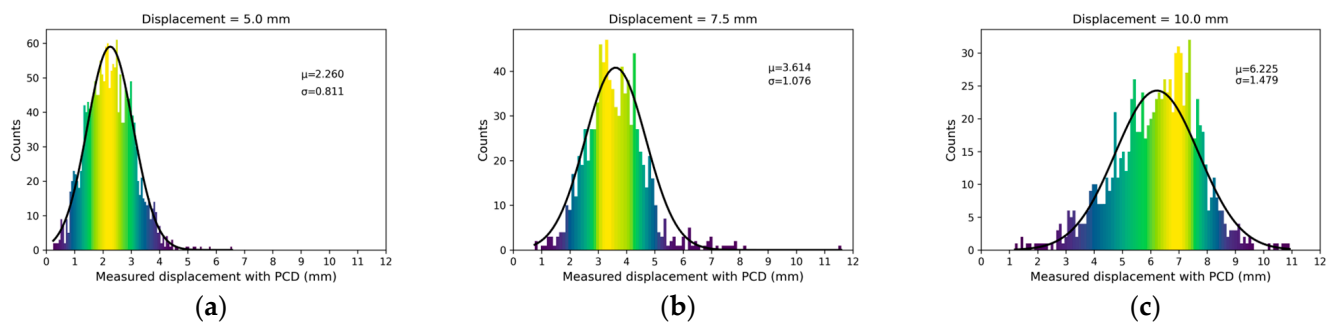 Displacement = 5.0 mm
60
50
40
30
20
10
0
Counts
μ=2.260
σ=0.811
0 1 2 3 4 5 6 7 8 9 10 11 12
Measured displacement with PCD (mm)
(a)
Displacement = 7.5 mm
40
30
20
10
0
Counts
μ=3.614
σ=1.076
0 1 2 3 4 5 6 7 8 9 10 11 12
Measured displacement with PCD (mm)
(b)
Displacement = 10.0 mm
30
25
20
15
10
5
0
Counts
μ=6.225
σ=1.479
0 1 2 3 4 5 6 7 8 9 10 11 12
Measured displacement with PCD (mm)
(c)